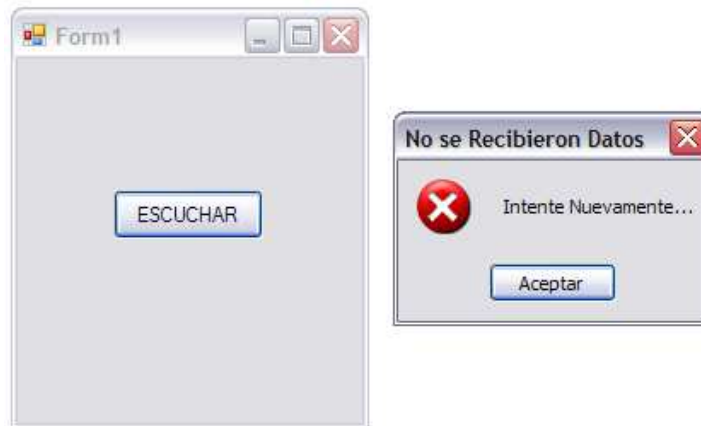 Form1
ESCUCHAR
No se Recibieron Datos
Intente Nuevamente...
Aceptar